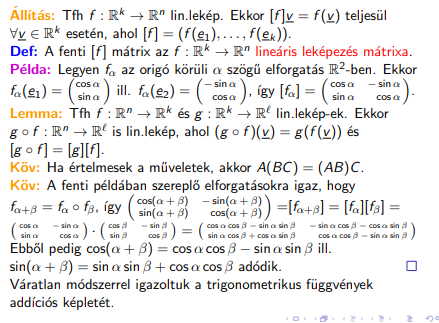 Állítás: Tfh f : ℝᵏ → ℝⁿ lin.lekép. Ekkor [f]v = f(v) teljesül
∀v ∈ ℝᵏ esetén, ahol [f] = (f(e₁), . . . , f(eₖ)).
Def: A fenti [f] mátrix az f : ℝᵏ → ℝⁿ lineáris leképezés mátrixa.
Példa: Legyen f_α az origó körüli α szögű elforgatás ℝ²-ben. Ekkor
f_α(e₁) = (cos α sin α) ill. f_α(e₂) = (− sin α cos α), így [f_α] = (cos α − sin α sin α cos α).
Lemma: Tfh f : ℝⁿ → ℝᵏ és g : ℝᵏ → ℝ^ℓ lin.lekép-ek. Ekkor
g ∘ f : ℝⁿ → ℝ^ℓ is lin.lekép, ahol (g ∘ f)(v) = g(f(v)) és
[g ∘ f] = [g][f].
Köv: Ha értelmesek a műveletek, akkor A(BC) = (AB)C.
Köv: A fenti példában szereplő elforgatásokra igaz, hogy
f_{α+β} = f_α ∘ f_β, így (cos(α + β) − sin(α + β) sin(α + β) cos(α + β)) =[f_{α+β}] = [f_α][f_β] =
(cos α − sin α sin α cos α) · (cos β − sin β sin β cos β) = (cos α cos β − sin α sin β − cos α sin β − sin α cos β sin α cos β + cos α sin β cos α cos β − sin α sin β)
Ebből pedig cos(α + β) = cos α cos β − sin α sin β ill.
sin(α + β) = sin α sin β + cos α cos β adódik. □
Váratlan módszerrel igazoltuk a trigonometrikus függvények
addíciós képletét.